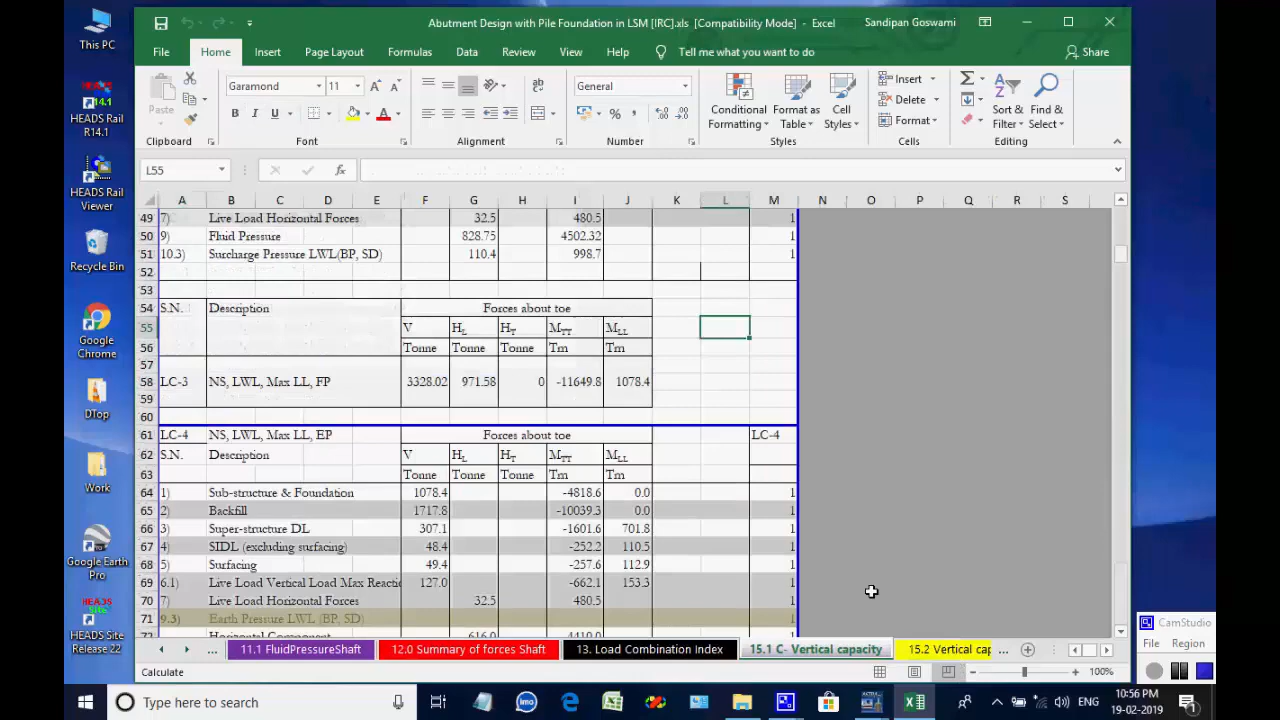 This PC
HEADS Rail
R14.1
HEADS Rail
Viewer
Recycle Bin
Google
Chrome
DTop
Work
Google Earth
Pro
HEADS Site
Release 22
Abutment Design with Pile Foundation in LSM [IRC].xls [Compatibility Mode] - Excel
Sandipan Goswami
File Home Insert Page Layout Formulas Data Review View Help Tell me what you want to do Share
Paste
Clipboard
Garamond 11
B I U
Font
Alignment
General
Number
Conditional
Formatting
Format as
Table
Cell
Styles
Styles
Insert
Delete
Format
Cells
Sort &
Filter
Find &
Select
Editing
L55 fx
A B C D E F G H I J K L M N O P Q R S
49 7) Live Load Horizontal Forces 32.5 480.5 1
50 9) Fluid Pressure 828.75 4502.32 1
51 10.3) Surcharge Pressure LWL(BP, SD) 110.4 998.7 1
52
53
54 S.N. Description Forces about toe
55 V HL HT MTT MLL
56 Tonne Tonne Tonne Tm Tm
57
58 LC-3 NS, LWL, Max LL, FP 3328.02 971.58 0 -11649.8 1078.4
59
60
61 LC-4 NS, LWL, Max LL, EP Forces about toe LC-4
62 S.N. Description V HL HT MTT MLL
63 Tonne Tonne Tonne Tm Tm
64 1) Sub-structure & Foundation 1078.4 -4818.6 0.0 1
65 2) Backfill 1717.8 -10039.3 0.0 1
66 3) Super-structure DL 307.1 -1601.6 701.8 1
67 4) SIDL (excluding surfacing) 48.4 -252.2 110.5 1
68 5) Surfacing 49.4 -257.6 112.9 1
69 6.1) Live Load Vertical Load Max Reactio 127.0 -662.1 153.3 1
70 7) Live Load Horizontal Forces 32.5 480.5 1
71 9.3) Earth Pressure LWL (BP, SD) 1
72 Horizontal Component 616.0 4410.0 1
... 11.1 FluidPressureShaft 12.0 Summary of forces Shaft 13. Load Combination Index 15.1 C- Vertical capacity 15.2 Vertical cap ...
Calculate
100%
CamStudio
File Region
Type here to search
ENG
10:56 PM
19-02-2019